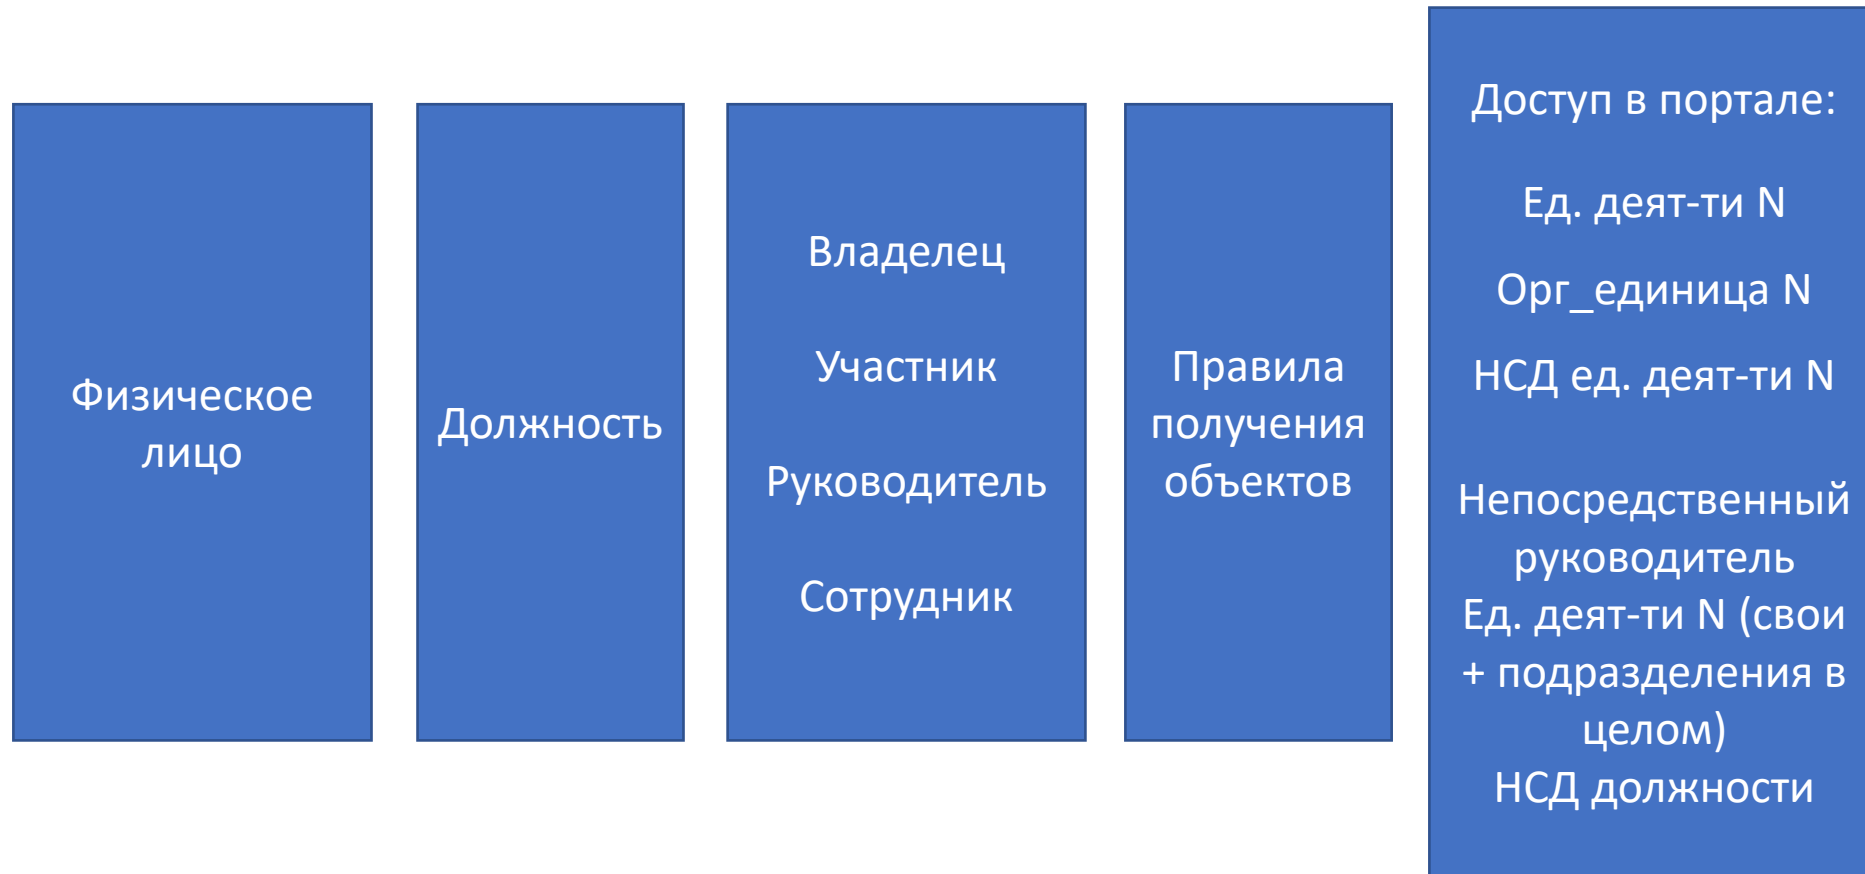 Физическое
лицо
Должность
Владелец
Участник
Руководитель
Сотрудник
Правила
получения
объектов
Доступ в портале:
Ед. деят-ти N
Орг_единица N
НСД ед. деят-ти N
Непосредственный
руководитель
Ед. деят-ти N (свои
+ подразделения в
целом)
НСД должности